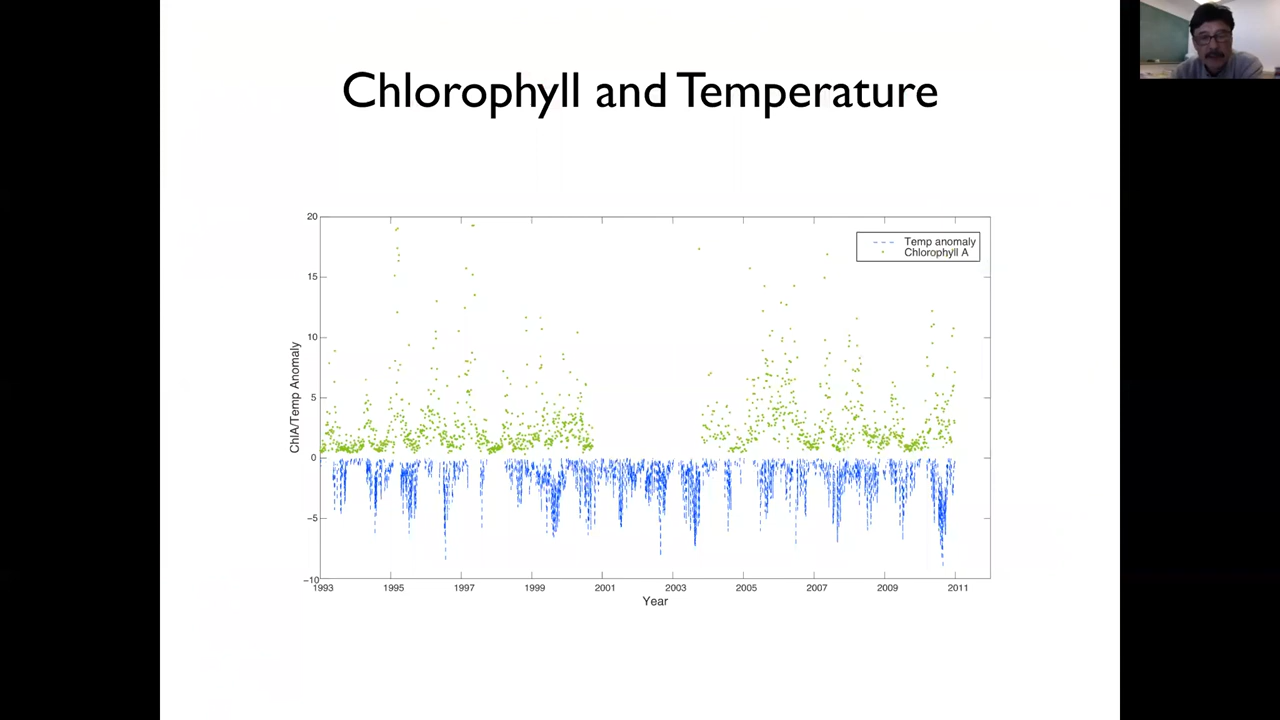 Chlorophyll and Temperature
20
15
10
5
0
−5
−10
ChlA/Temp Anomaly
Temp anomaly
Chlorophyll A
1993 1995 1997 1999 2001 2003 2005 2007 2009 2011
Year